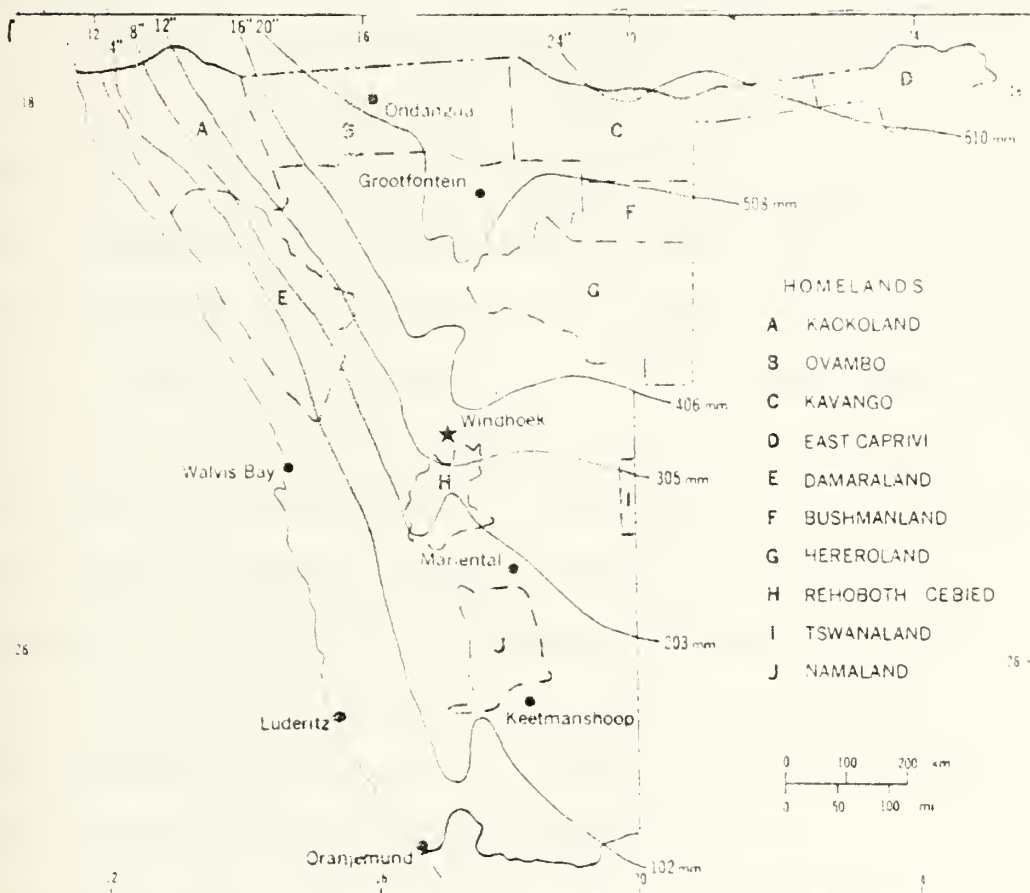 12 4" 8" 12" 16" 20" 16 24"
18
D
A
C
610 mm
Grootfontein
508 mm
F
G
E
HOMELANDS
A KAOKOLAND
B OVAMBO
C KAVANGO
D EAST CAPRIVI
E DAMARALAND
F BUSHMANLAND
G HEREROLAND
H REHOBOTH GEBIED
I TSWANALAND
J NAMALAND
406 mm
Windhoek
Walvis Bay
305 mm
H
I
Mariental
203 mm
J
26
Luderitz
Keetmanshoop
0 100 200 km
0 50 100 mi
Oranjemund
102 mm
20